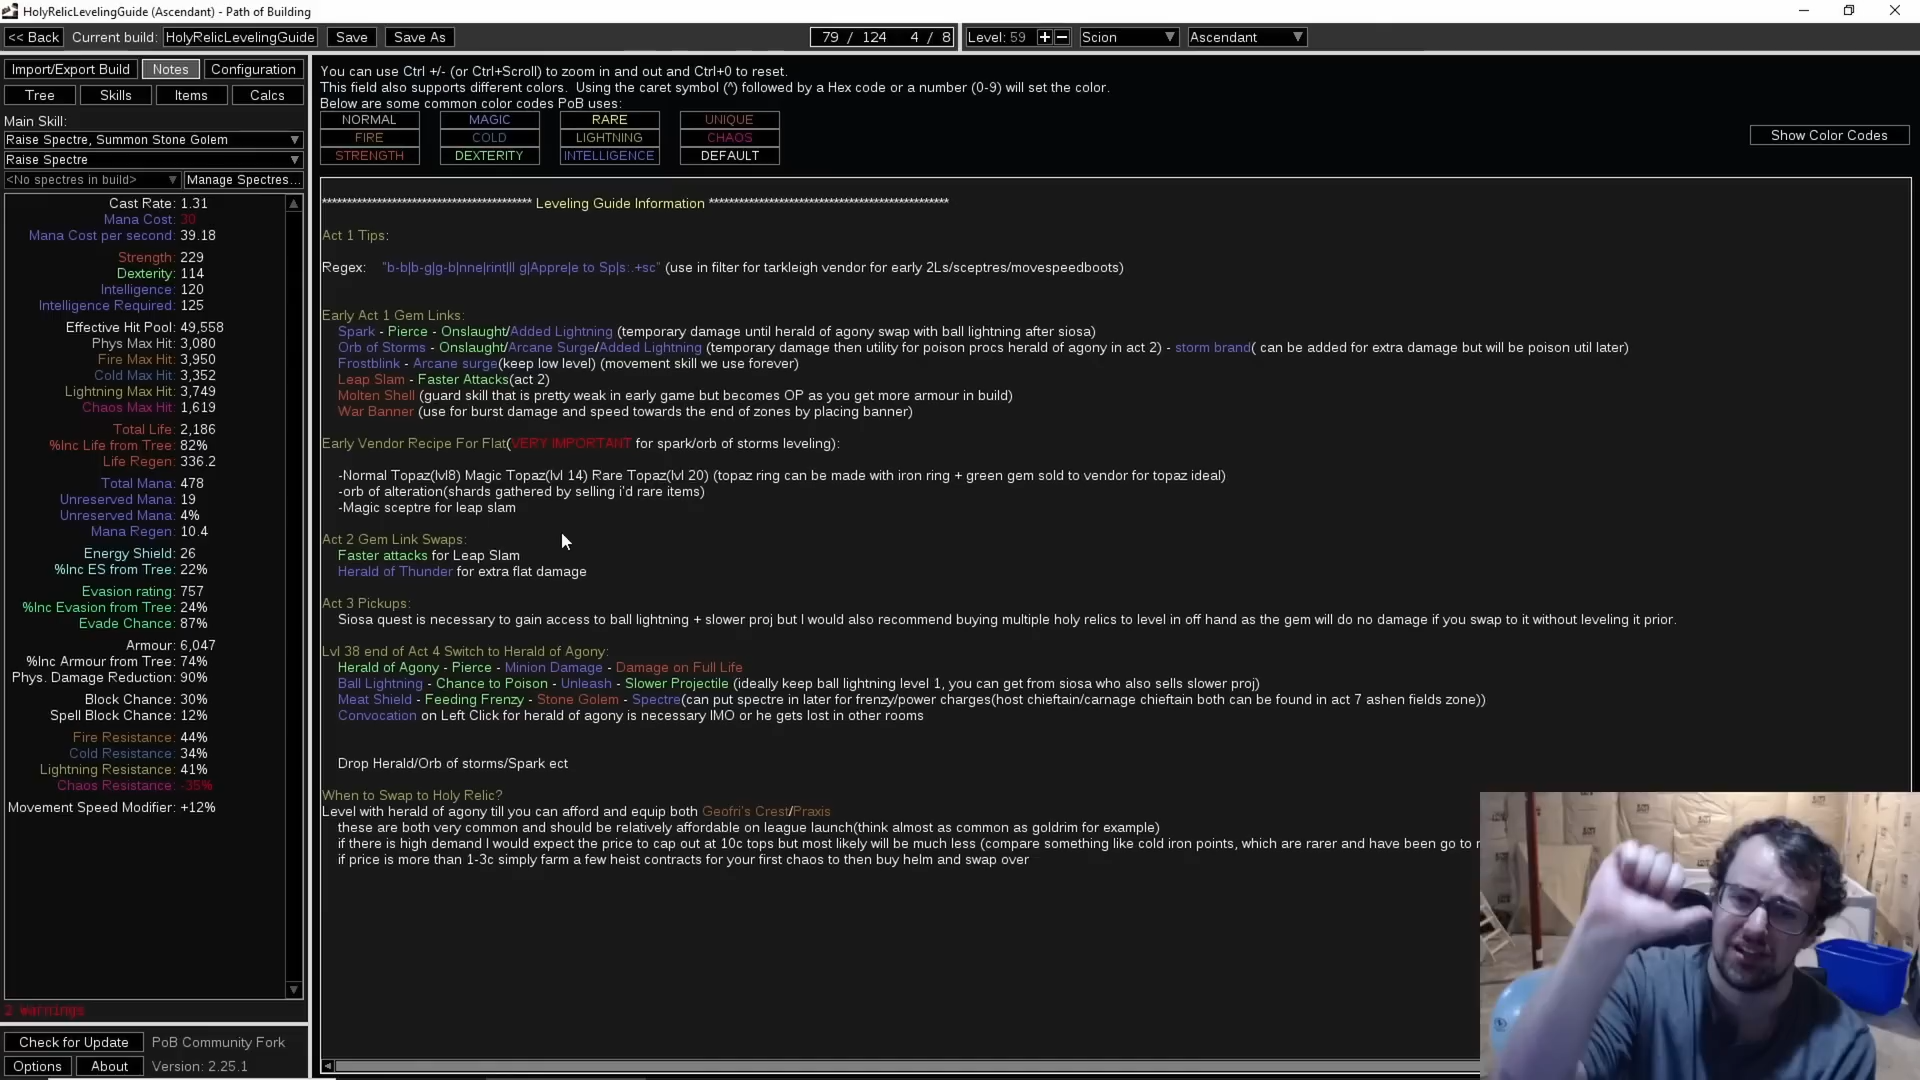 HolyRelicLevelingGuide (Ascendant) - Path of Building
<< Back
Current build:
HolyRelicLevelingGuide
Save
Save As
79 / 124 4 / 8
Level: 59
+
Scion
Ascendant
Import/Export Build
Notes
Configuration
Tree
Skills
Items
Calcs
Main Skill:
Raise Spectre, Summon Stone Golem
Raise Spectre
<No spectres in build>
Manage Spectres...
Cast Rate: 1.31
Mana Cost: 30
Mana Cost per second: 39.18
Strength: 229
Dexterity: 114
Intelligence: 120
Intelligence Required: 125
Effective Hit Pool: 49,558
Phys Max Hit: 3,080
Fire Max Hit: 3,950
Cold Max Hit: 3,352
Lightning Max Hit: 3,749
Chaos Max Hit: 1,619
Total Life: 2,186
%Inc Life from Tree: 82%
Life Regen: 336.2
Total Mana: 478
Unreserved Mana: 19
Unreserved Mana: 4%
Mana Regen: 10.4
Energy Shield: 26
%Inc ES from Tree: 22%
Evasion rating: 757
%Inc Evasion from Tree: 24%
Evade Chance: 87%
Armour: 6,047
%Inc Armour from Tree: 74%
Phys. Damage Reduction: 90%
Block Chance: 30%
Spell Block Chance: 12%
Fire Resistance: 44%
Cold Resistance: 34%
Lightning Resistance: 41%
Chaos Resistance: -35%
Movement Speed Modifier: +12%
2 Warnings
Check for Update
PoB Community Fork
Options
About
Version: 2.25.1
You can use Ctrl +/- (or Ctrl+Scroll) to zoom in and out and Ctrl+0 to reset.
This field also supports different colors. Using the caret symbol (^) followed by a Hex code or a number (0-9) will set the color.
Below are some common color codes PoB uses:
NORMAL MAGIC RARE UNIQUE
FIRE COLD LIGHTNING CHAOS
STRENGTH DEXTERITY INTELLIGENCE DEFAULT
Show Color Codes
****************************************** Leveling Guide Information ************************************************
Act 1 Tips:
Regex: "b-b|b-g|g-b|nne|rint|ll g|Appre|e to Sp|s:.+sc" (use in filter for tarkleigh vendor for early 2Ls/sceptres/movespeedboots)
Early Act 1 Gem Links:
Spark - Pierce - Onslaught/Added Lightning (temporary damage until herald of agony swap with ball lightning after siosa)
Orb of Storms - Onslaught/Arcane Surge/Added Lightning (temporary damage then utility for poison procs herald of agony in act 2) - storm brand( can be added for extra damage but will be poison util later)
Frostblink - Arcane surge(keep low level) (movement skill we use forever)
Leap Slam - Faster Attacks(act 2)
Molten Shell (guard skill that is pretty weak in early game but becomes OP as you get more armour in build)
War Banner (use for burst damage and speed towards the end of zones by placing banner)
Early Vendor Recipe For Flat(VERY IMPORTANT for spark/orb of storms leveling):
-Normal Topaz(lvl8) Magic Topaz(lvl 14) Rare Topaz(lvl 20) (topaz ring can be made with iron ring + green gem sold to vendor for topaz ideal)
-orb of alteration(shards gathered by selling i'd rare items)
-Magic sceptre for leap slam
Act 2 Gem Link Swaps:
Faster attacks for Leap Slam
Herald of Thunder for extra flat damage
Act 3 Pickups:
Siosa quest is necessary to gain access to ball lightning + slower proj but I would also recommend buying multiple holy relics to level in off hand as the gem will do no damage if you swap to it without leveling it prior.
Lvl 38 end of Act 4 Switch to Herald of Agony:
Herald of Agony - Pierce - Minion Damage - Damage on Full Life
Ball Lightning - Chance to Poison - Unleash - Slower Projectile (ideally keep ball lightning level 1, you can get from siosa who also sells slower proj)
Meat Shield - Feeding Frenzy - Stone Golem - Spectre(can put spectre in later for frenzy/power charges(host chieftain/carnage chieftain both can be found in act 7 ashen fields zone))
Convocation on Left Click for herald of agony is necessary IMO or he gets lost in other rooms
Drop Herald/Orb of storms/Spark ect
When to Swap to Holy Relic?
Level with herald of agony till you can afford and equip both Geofri's Crest/Praxis
these are both very common and should be relatively affordable on league launch(think almost as common as goldrim for example)
if there is high demand I would expect the price to cap out at 10c tops but most likely will be much less (compare something like cold iron points, which are rarer and have been go to
if price is more than 1-3c simply farm a few heist contracts for your first chaos to then buy helm and swap over